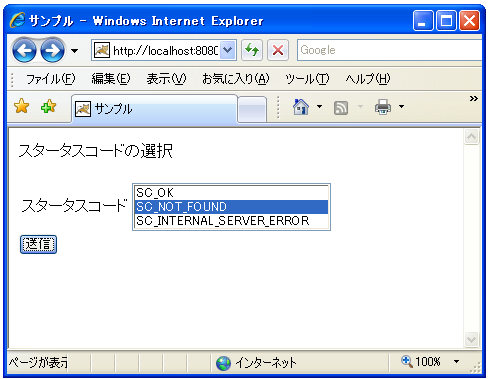 サンプル - Windows Internet Explorer
http://localhost:8080
Google
ファイル(F) 編集(E) 表示(V) お気に入り(A) ツール(T) ヘルプ(H)
サンプル
»
スタータスコードの選択
スタータスコード
SC_OK
SC_NOT_FOUND
SC_INTERNAL_SERVER_ERROR
送信
ページが表示 インターネット 100%